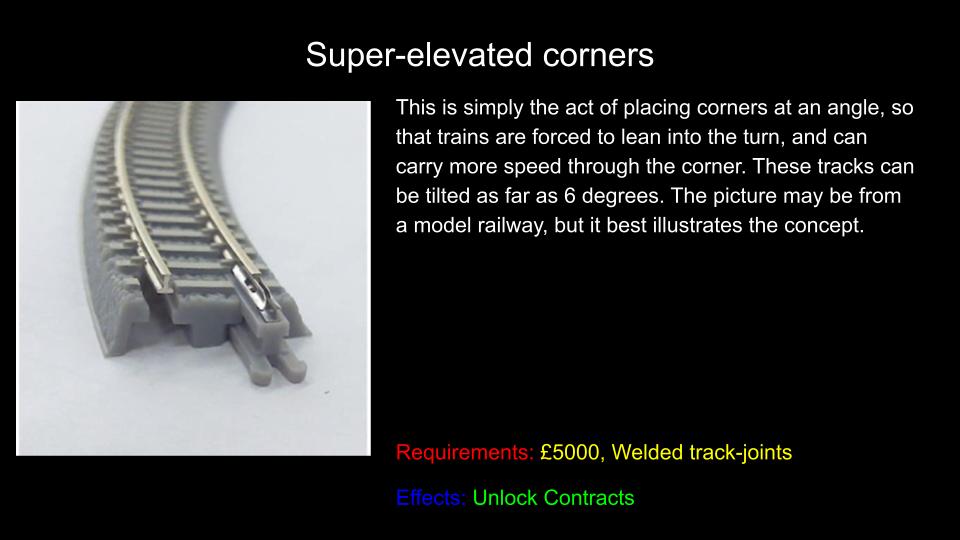 Super-elevated corners
This is simply the act of placing corners at an angle, so
that trains are forced to lean into the turn, and can
carry more speed through the corner. These tracks can
be tilted as far as 6 degrees. The picture may be from
a model railway, but it best illustrates the concept.
Requirements: £5000, Welded track-joints
Effects: Unlock Contracts